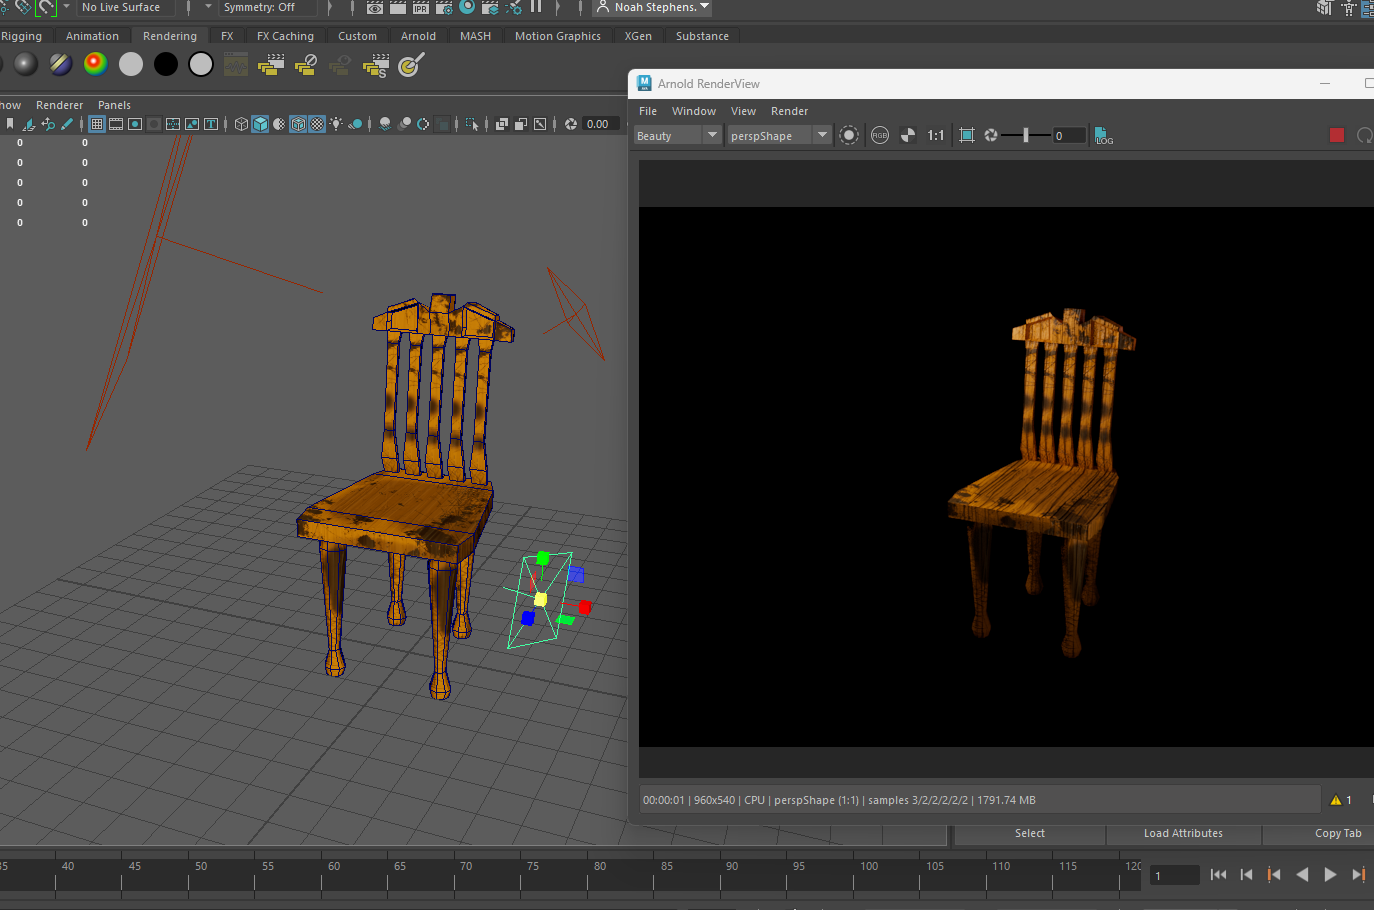 No Live Surface
Symmetry: Off
IPR
Noah Stephens.
Rigging
Animation
Rendering
FX
FX Caching
Custom
Arnold
MASH
Motion Graphics
XGen
Substance
S
how
Renderer
Panels
0.00
0 0
0 0
0 0
0 0
0 0
Arnold RenderView
File
Window
View
Render
Beauty
perspShape
RGB
1:1
0
LOG
00:00:01 | 960x540 | CPU | perspShape (1:1) | samples 3/2/2/2/2/2 | 1791.74 MB
1
Select
Load Attributes
Copy Tab
35 40 45 50 55 60 65 70 75 80 85 90 95 100 105 110 115 120
1